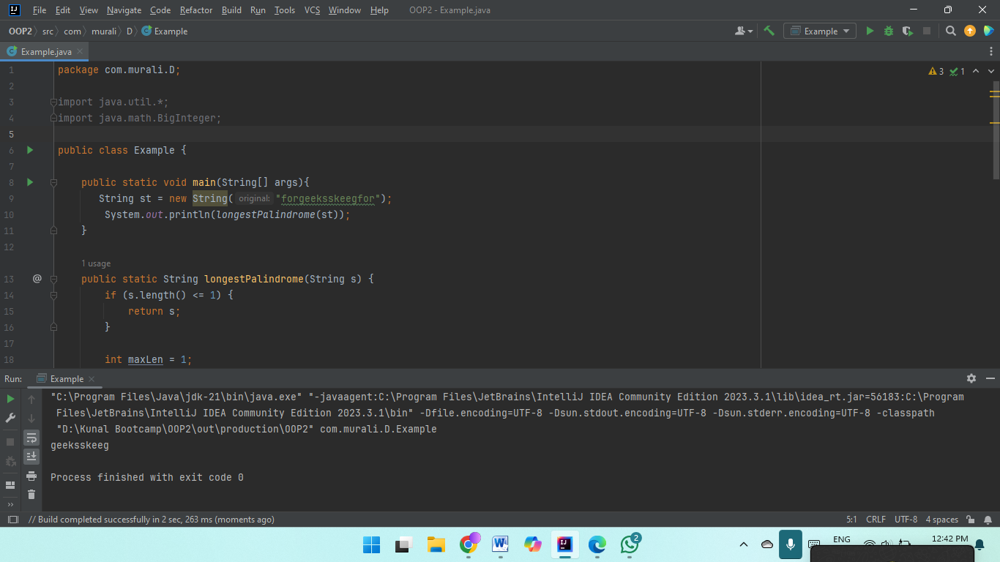 File Edit View Navigate Code Refactor Build Run Tools VCS Window Help OOP2 - Example.java
OOP2 src com murali D Example Example
Example.java
1 package com.murali.D; 3 1
2
3 import java.util.*;
4 import java.math.BigInteger;
5
6 public class Example {
7
8 public static void main(String[] args){
9 String st = new String( original: "forgeeksskeegfor");
10 System.out.println(longestPalindrome(st));
11 }
12
1 usage
13 @ public static String longestPalindrome(String s) {
14 if (s.length() <= 1) {
15 return s;
16 }
17
18 int maxLen = 1;
Run: Example
"C:\Program Files\Java\jdk-21\bin\java.exe" "-javaagent:C:\Program Files\JetBrains\IntelliJ IDEA Community Edition 2023.3.1\lib\idea_rt.jar=56183:C:\Program
Files\JetBrains\IntelliJ IDEA Community Edition 2023.3.1\bin" -Dfile.encoding=UTF-8 -Dsun.stdout.encoding=UTF-8 -Dsun.stderr.encoding=UTF-8 -classpath
"D:\Kunal Bootcamp\OOP2\out\production\OOP2" com.murali.D.Example
geeksskeeg
Process finished with exit code 0
// Build completed successfully in 2 sec, 263 ms (moments ago) 5:1 CRLF UTF-8 4 spaces
2 ENG 12:42 PM